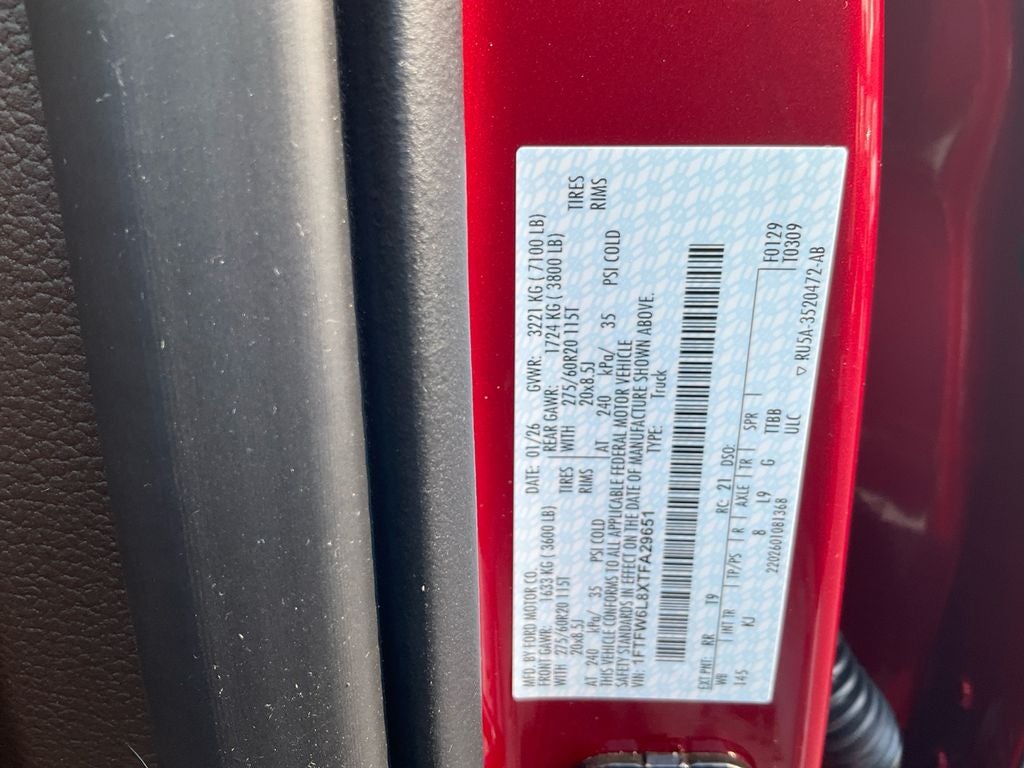 MFD. BY FORD MOTOR CO. DATE: 01/26 GVWR: 3221 KG ( 7100 LB)
FRONT GAWR: 1633 KG ( 3600 LB) REAR GAWR: 1724 KG ( 3800 LB)
WITH 275/60R20 115T TIRES WITH 275/60R20 115T TIRES
20x8.5J RIMS 20x8.5J RIMS
AT 240 kPa/ 35 PSI COLD AT 240 kPa/ 35 PSI COLD
THIS VEHICLE CONFORMS TO ALL APPLICABLE FEDERAL MOTOR VEHICLE
SAFETY STANDARDS IN EFFECT ON THE DATE OF MANUFACTURE SHOWN ABOVE.
VIN: 1FTFW6L8XTFA29651 TYPE: Truck
EXT PNT: RR T9 RC: 21 DSO: F0129
WB INT TR TP/PS R AXLE TR SPR T0309
145 KJ 8 L9 G TTBB
ULC
2202601081368 ▽ RU5A-3520472-AB